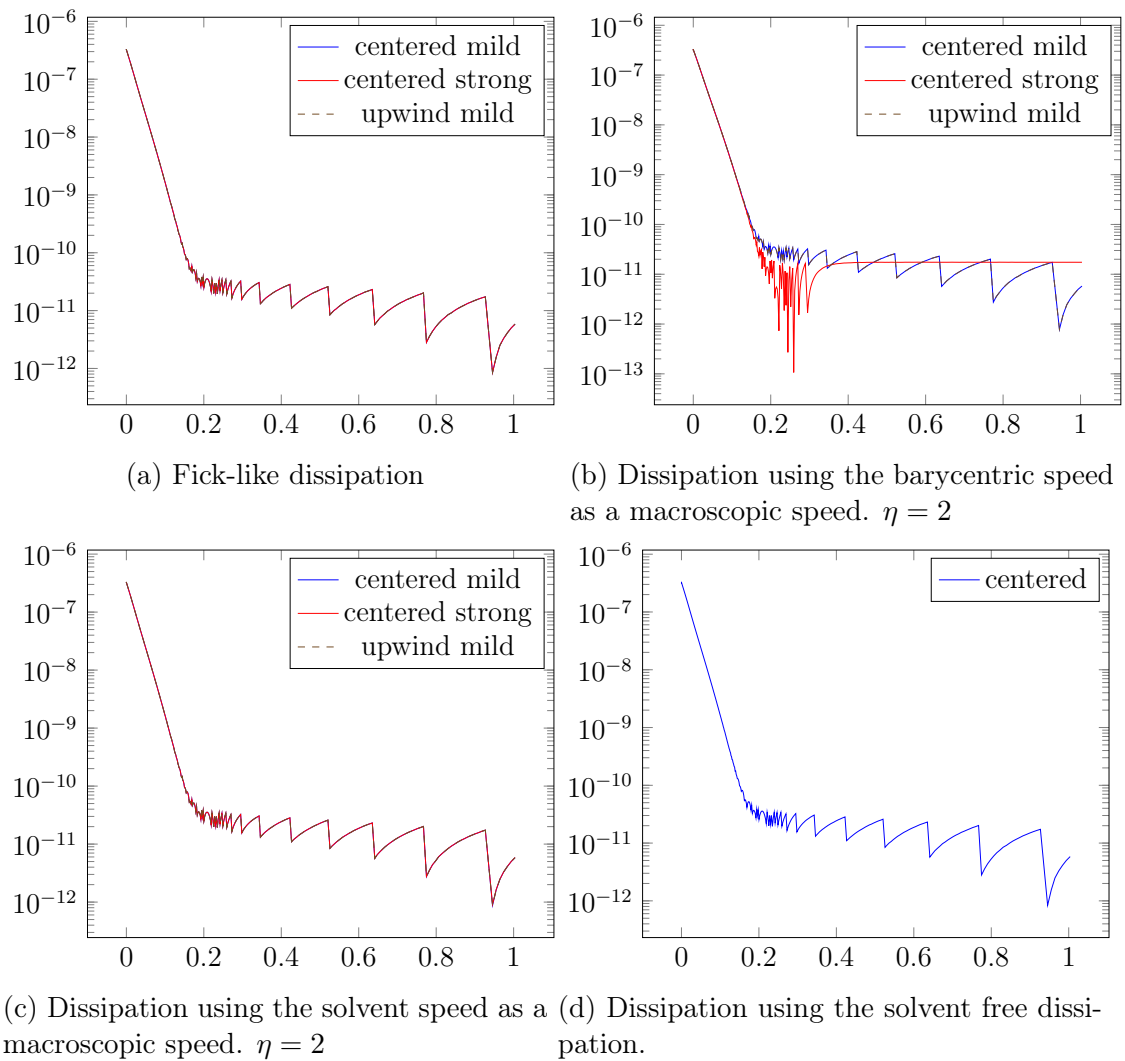 10^{-6}
10^{-7}
10^{-8}
10^{-9}
10^{-10}
10^{-11}
10^{-12}
0 0.2 0.4 0.6 0.8 1
centered mild
centered strong
upwind mild
(a) Fick-like dissipation
10^{-6}
10^{-7}
10^{-8}
10^{-9}
10^{-10}
10^{-11}
10^{-12}
10^{-13}
0 0.2 0.4 0.6 0.8 1
centered mild
centered strong
upwind mild
(b) Dissipation using the barycentric speed
as a macroscopic speed. η = 2
10^{-6}
10^{-7}
10^{-8}
10^{-9}
10^{-10}
10^{-11}
10^{-12}
0 0.2 0.4 0.6 0.8 1
centered mild
centered strong
upwind mild
(c) Dissipation using the solvent speed as a
macroscopic speed. η = 2
10^{-6}
10^{-7}
10^{-8}
10^{-9}
10^{-10}
10^{-11}
10^{-12}
0 0.2 0.4 0.6 0.8 1
centered
(d) Dissipation using the solvent free dissi-
pation.